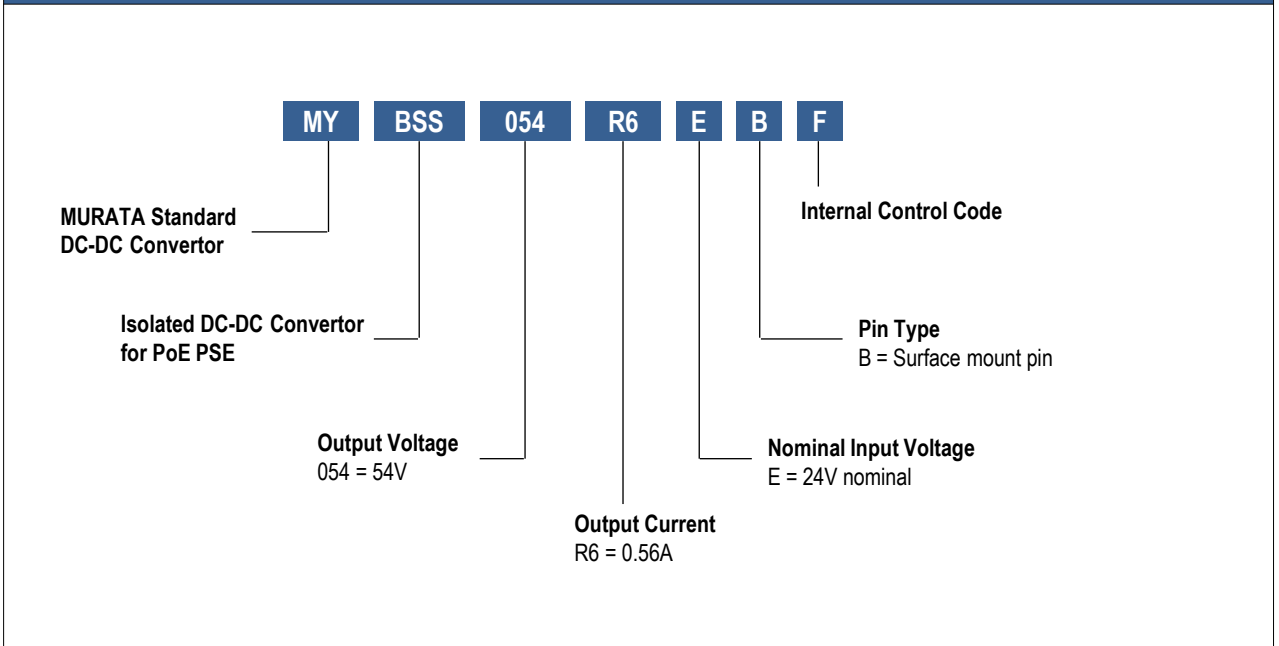 MY BSS 054 R6 E B F
MURATA Standard
DC-DC Convertor
Internal Control Code
Isolated DC-DC Convertor
for PoE PSE
Pin Type
B = Surface mount pin
Output Voltage
054 = 54V
Nominal Input Voltage
E = 24V nominal
Output Current
R6 = 0.56A